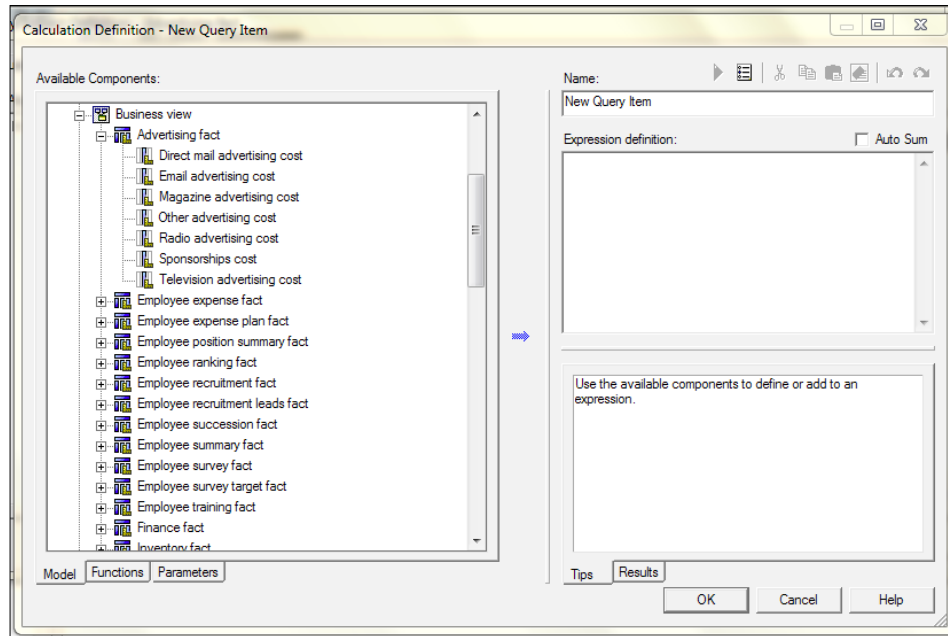 Calculation Definition - New Query Item
Available Components:
Business view
Advertising fact
Direct mail advertising cost
Email advertising cost
Magazine advertising cost
Other advertising cost
Radio advertising cost
Sponsorships cost
Television advertising cost
Employee expense fact
Employee expense plan fact
Employee position summary fact
Employee ranking fact
Employee recruitment fact
Employee recruitment leads fact
Employee succession fact
Employee summary fact
Employee survey fact
Employee survey target fact
Employee training fact
Finance fact
Inventory fact
Model Functions Parameters
Name:
New Query Item
Expression definition: Auto Sum
Use the available components to define or add to an
expression.
Tips Results
OK Cancel Help